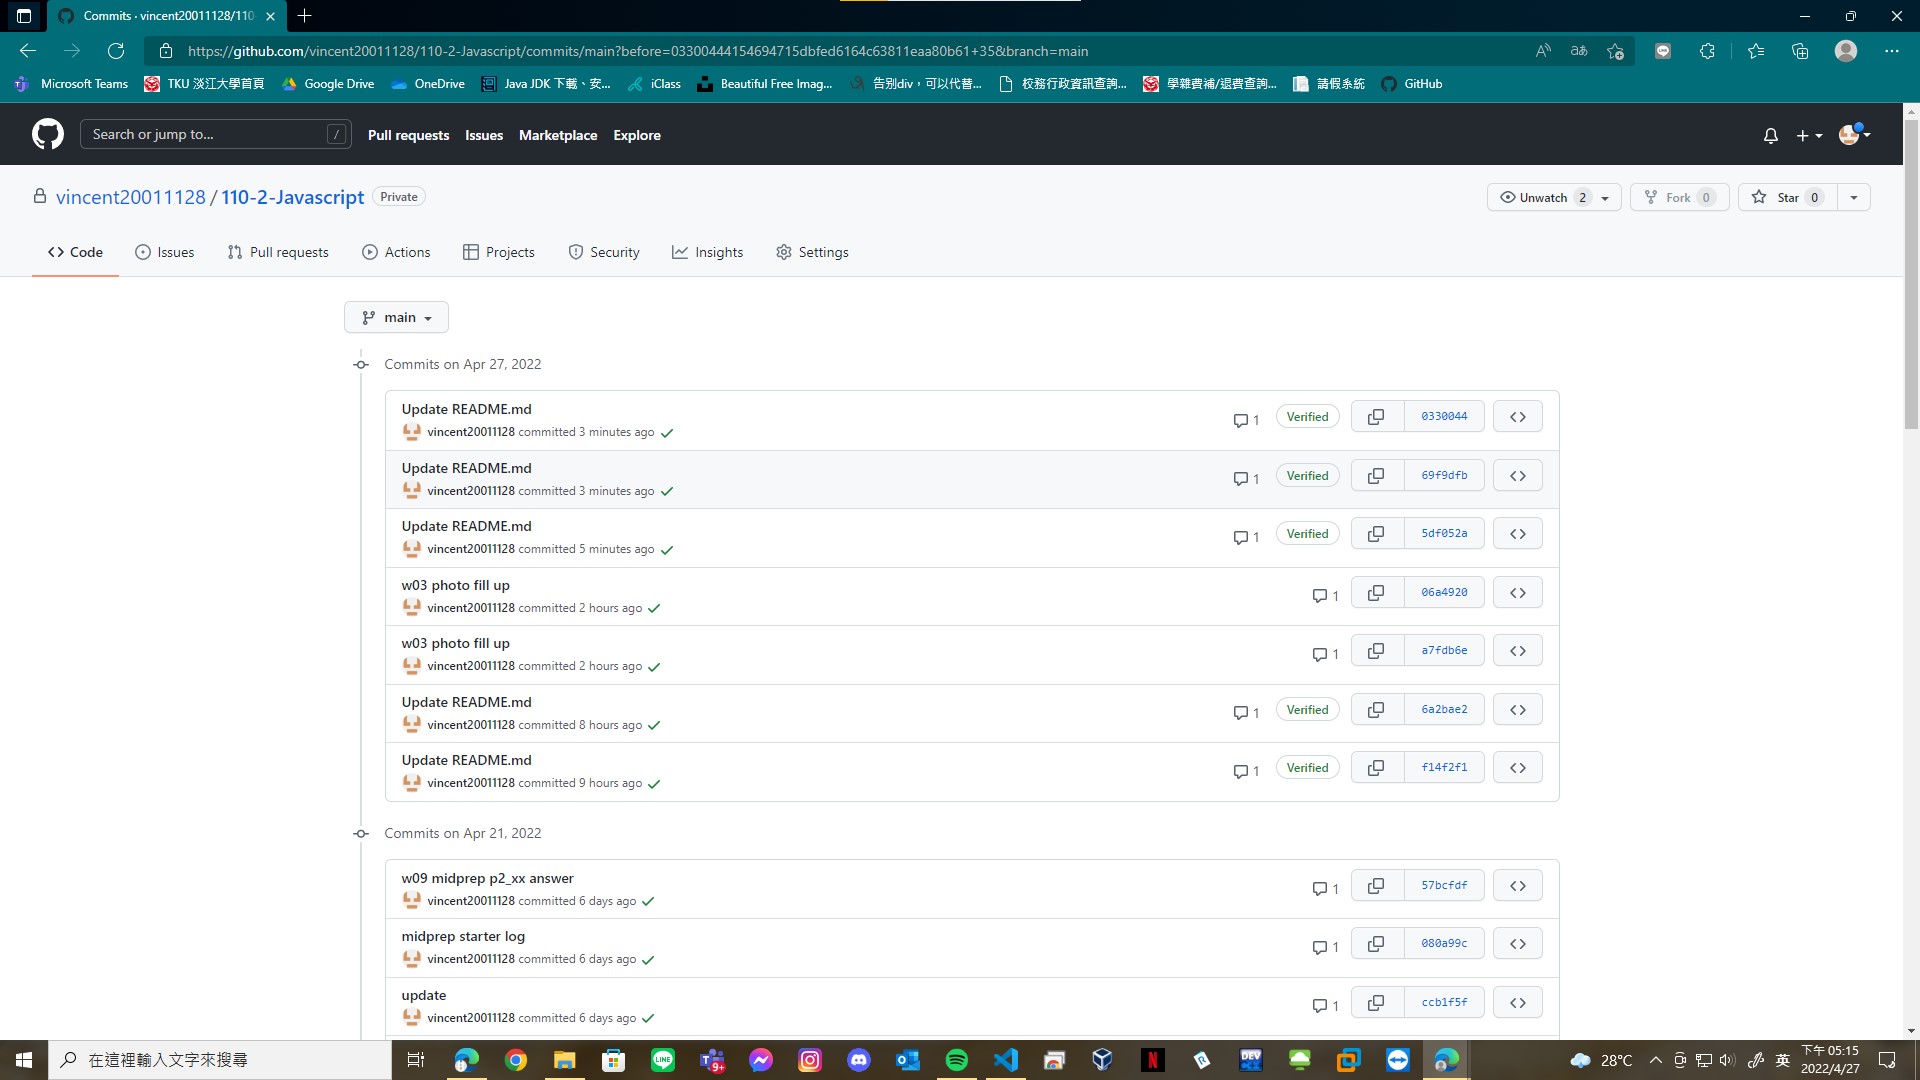 Commits · vincent20011128/110-
https://github.com/vincent20011128/110-2-Javascript/commits/main?before=03300444154694715dbfed6164c63811eaa80b61+35&branch=main
Microsoft Teams TKU 淡江大學首頁 Google Drive OneDrive Java JDK 下載、安... iClass Beautiful Free Imag... 告别div，可以代替... 校務行政資訊查詢... 學雜費補/退費查詢... 請假系統 GitHub
Search or jump to... / Pull requests Issues Marketplace Explore
vincent20011128 / 110-2-Javascript Private Unwatch 2 Fork 0 Star 0
Code Issues Pull requests Actions Projects Security Insights Settings
main
Commits on Apr 27, 2022
Update README.md
vincent20011128 committed 3 minutes ago 1 Verified 0330044
Update README.md
vincent20011128 committed 3 minutes ago 1 Verified 69f9dfb
Update README.md
vincent20011128 committed 5 minutes ago 1 Verified 5df052a
w03 photo fill up
vincent20011128 committed 2 hours ago 1 06a4920
w03 photo fill up
vincent20011128 committed 2 hours ago 1 a7fdb6e
Update README.md
vincent20011128 committed 8 hours ago 1 Verified 6a2bae2
Update README.md
vincent20011128 committed 9 hours ago 1 Verified f14f2f1
Commits on Apr 21, 2022
w09 midprep p2_xx answer
vincent20011128 committed 6 days ago 1 57bcfdf
midprep starter log
vincent20011128 committed 6 days ago 1 080a99c
update
vincent20011128 committed 6 days ago 1 ccb1f5f
在這裡輸入文字來搜尋 9+ 28°C 英 下午 05:15
2022/4/27